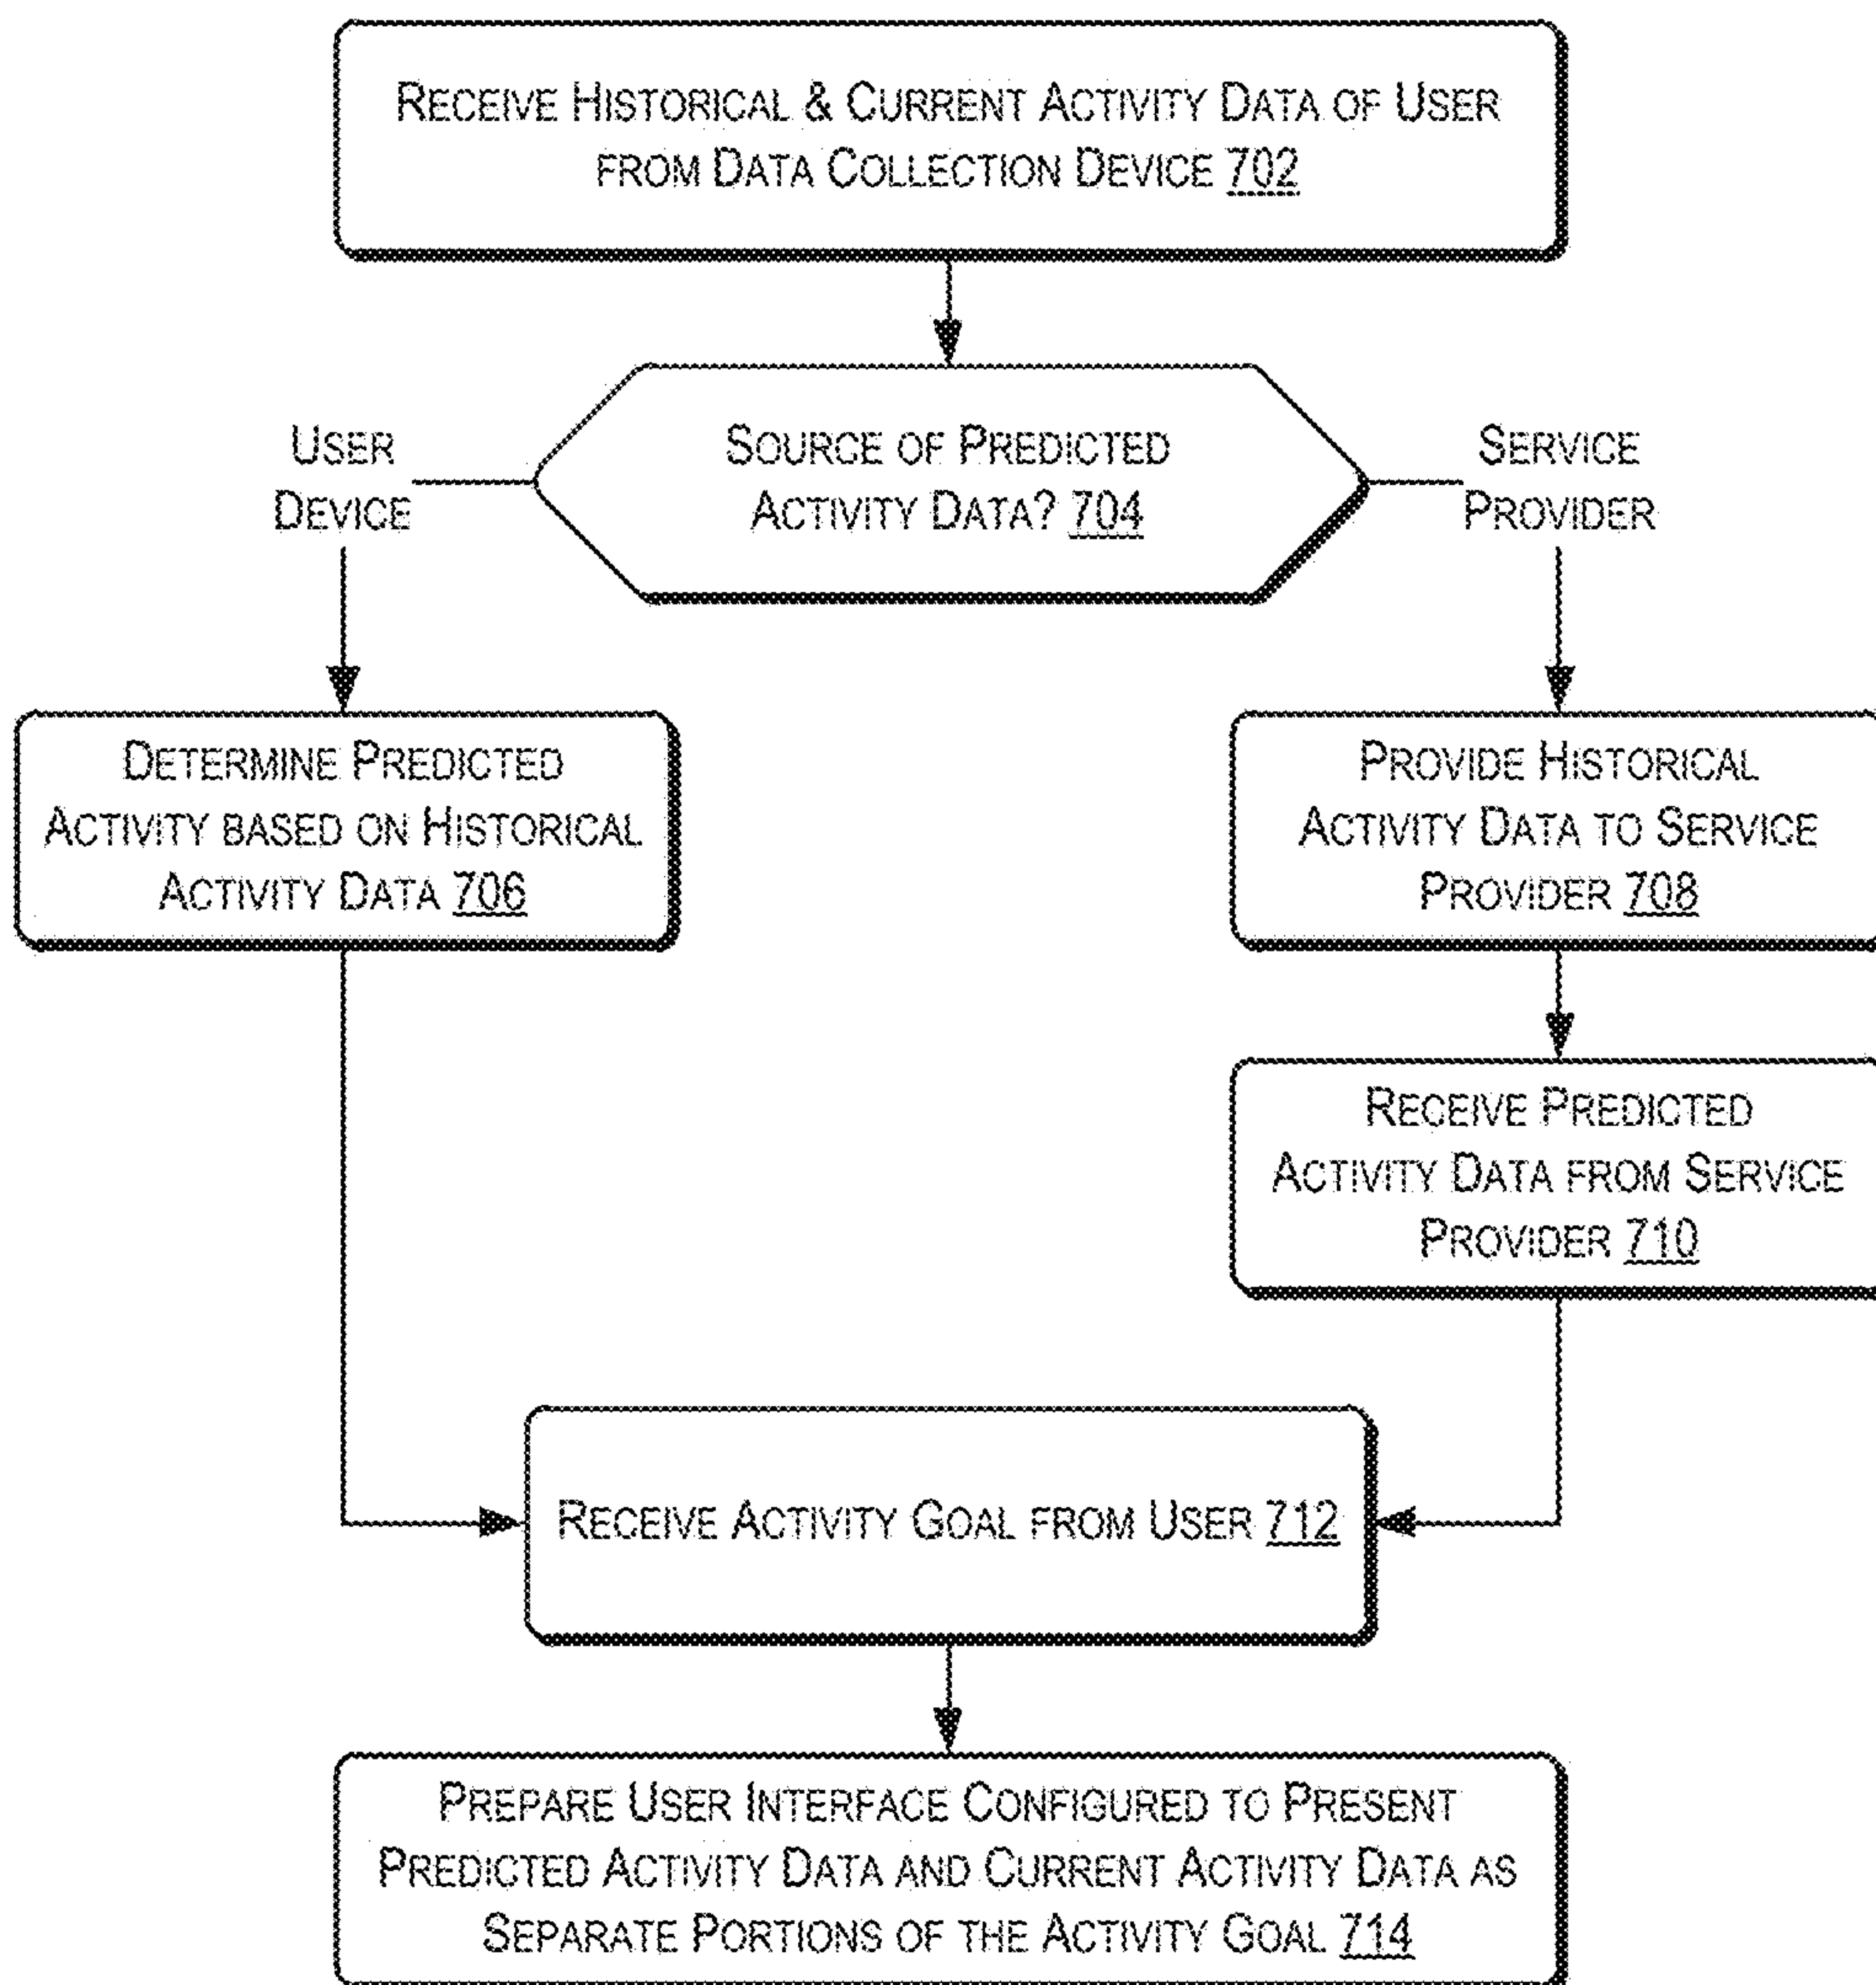 RECEIVE HISTORICAL & CURRENT ACTIVITY DATA OF USER
FROM DATA COLLECTION DEVICE 702
USER
DEVICE
SOURCE OF PREDICTED
ACTIVITY DATA? 704
SERVICE
PROVIDER
DETERMINE PREDICTED
ACTIVITY BASED ON HISTORICAL
ACTIVITY DATA 706
PROVIDE HISTORICAL
ACTIVITY DATA TO SERVICE
PROVIDER 708
RECEIVE PREDICTED
ACTIVITY DATA FROM SERVICE
PROVIDER 710
RECEIVE ACTIVITY GOAL FROM USER 712
PREPARE USER INTERFACE CONFIGURED TO PRESENT
PREDICTED ACTIVITY DATA AND CURRENT ACTIVITY DATA AS
SEPARATE PORTIONS OF THE ACTIVITY GOAL 714